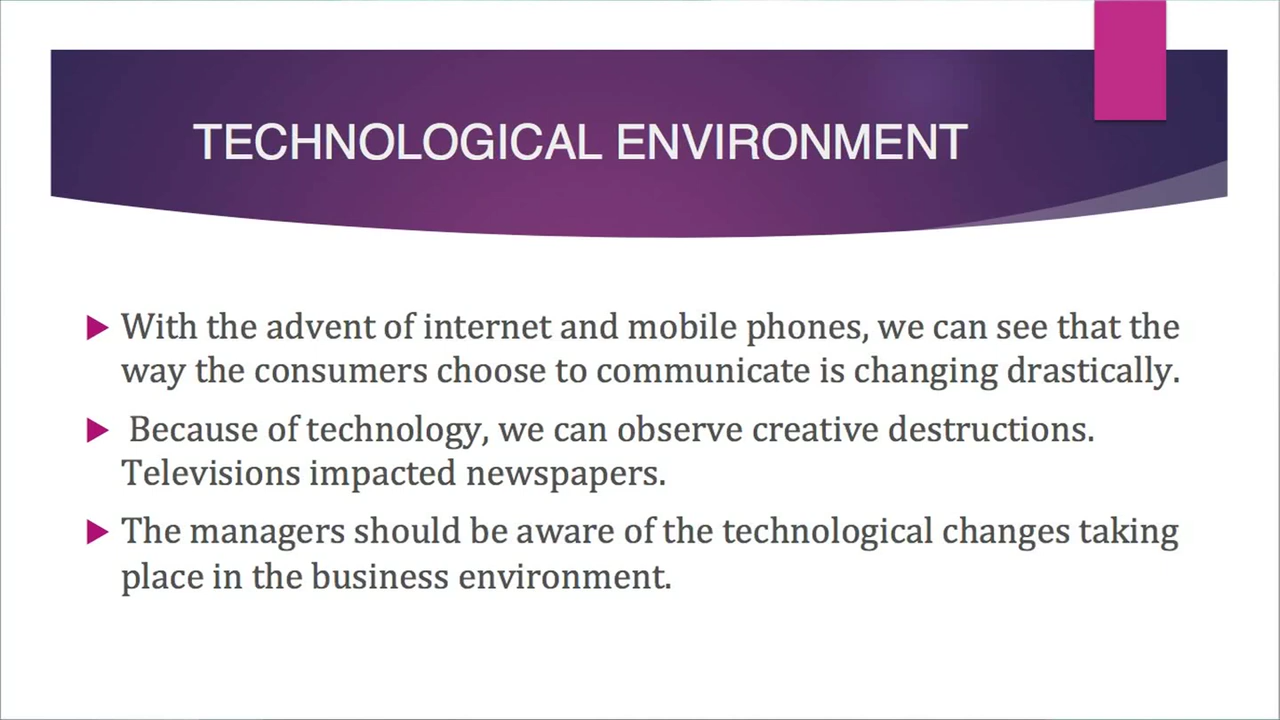 TECHNOLOGICAL ENVIRONMENT
With the advent of internet and mobile phones, we can see that the
way the consumers choose to communicate is changing drastically.
Because of technology, we can observe creative destructions.
Televisions impacted newspapers.
The managers should be aware of the technological changes taking
place in the business environment.